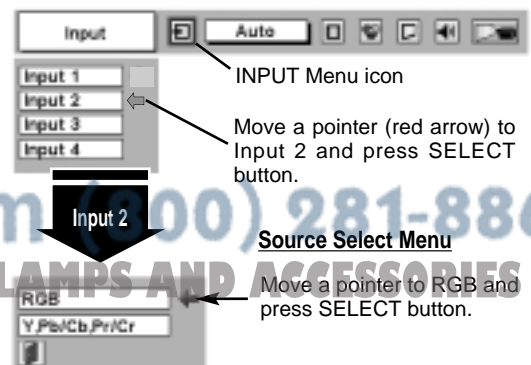 Input Auto
INPUT Menu icon
Input 1
Input 2
Input 3
Input 4
Move a pointer (red arrow) to
Input 2 and press SELECT
button.
m (800) 281-88
Input 2
Source Select Menu
LAMPS AND ACCESSORIES
RGB
Move a pointer to RGB and
press SELECT button.
Y,Pb/Cb,Pr/Cr